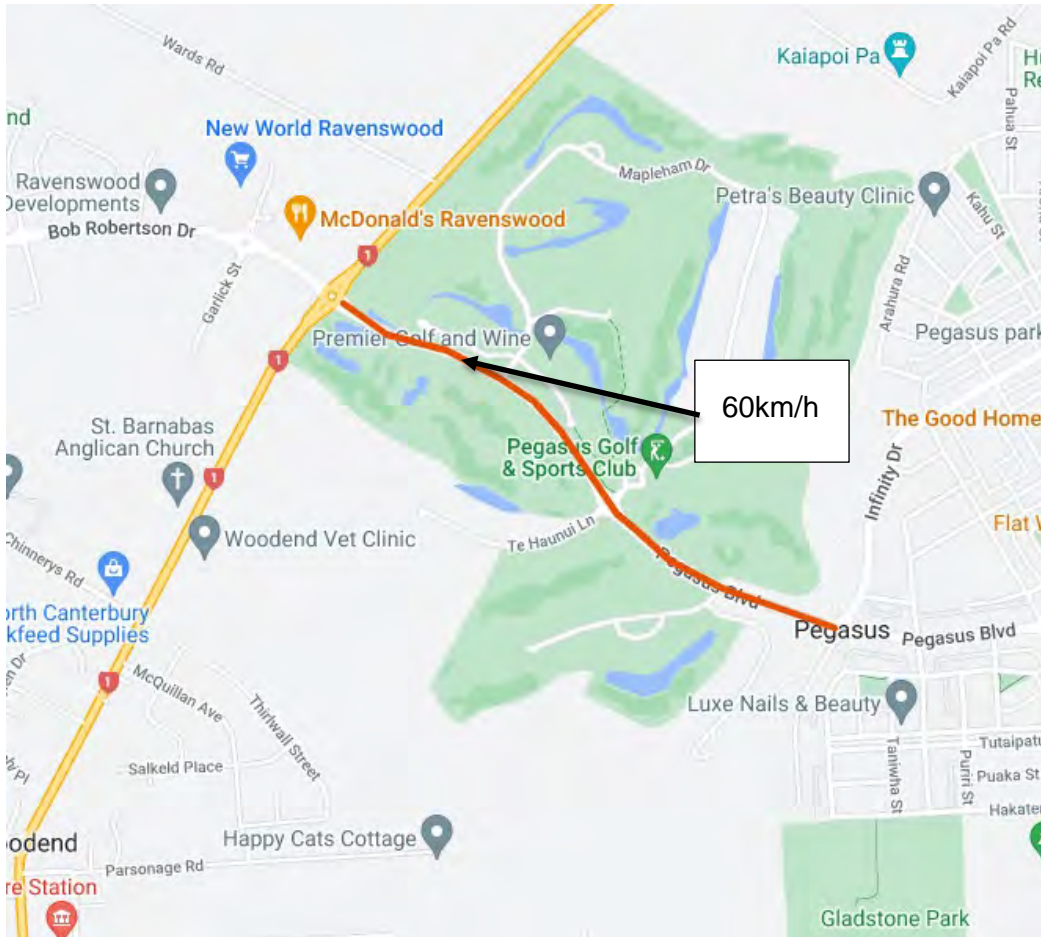 Wards Rd
Kaiapoi Pa
Kaiapoi Pa Rd
Pahua St
nd
New World Ravenswood
Ravenswood
Developments
Mapleham Dr
Petra's Beauty Clinic
Kahu St
McDonald's Ravenswood
Bob Robertson Dr
1
Garlick St
Arahura Rd
Premier Golf and Wine
Pegasus park
1
60km/h
The Good Home
St. Barnabas
Anglican Church
Pegasus Golf
& Sports Club
1
Infinity Dr
Woodend Vet Clinic
Te Haunui Ln
Flat W
Chinnerys Rd
Pegasus Blvd
orth Canterbury
kfeed Supplies
Pegasus
Pegasus Blvd
en Dr
1
McQuillan Ave
Thirlwall Street
Luxe Nails & Beauty
Taniwha St
Puriri St
Tutaipatu
Salkeld Place
Puaka St
Hakater
oodend
Happy Cats Cottage
Parsonage Rd
re Station
Gladstone Park